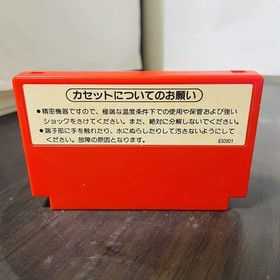 カセットについてのお願い
●精密機器ですので、極端な温度条件下での使用や保管および強い
ショックをさけてください。また、絶対に分解しないでください。
●端子部に手を触れたり、水にぬらしたりして汚さないようにして
ください。故障の原因となります。
830901